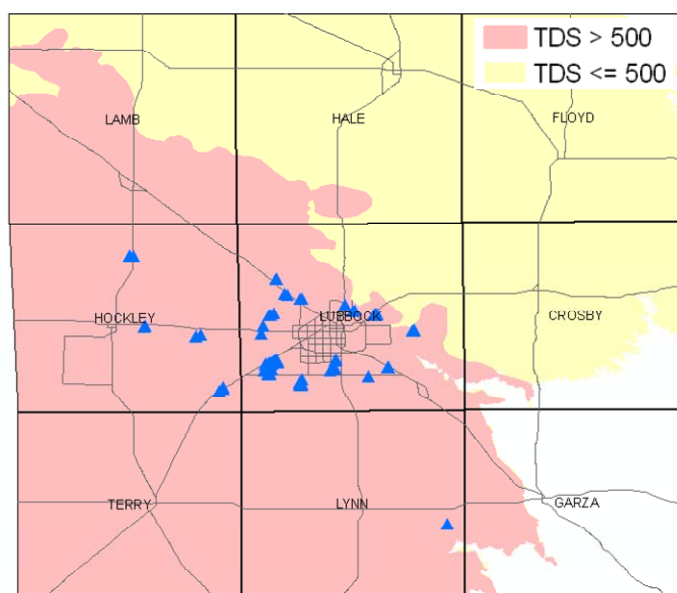 TDS > 500
TDS <= 500
LAMB
HALE
FLOYD
HOCKLEY
LUBBOCK
CROSBY
TERRY
LYNN
GARZA